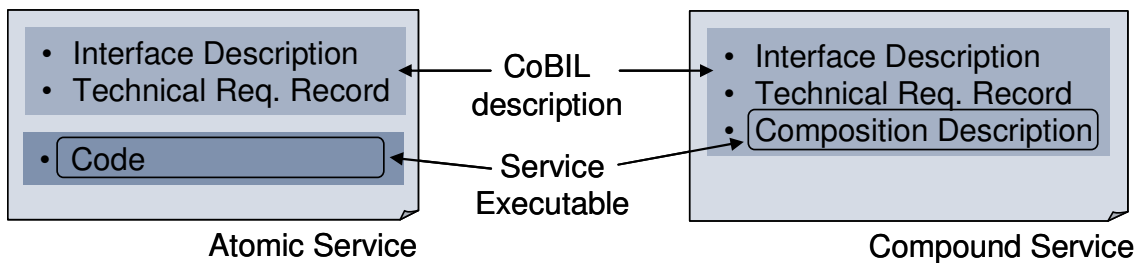 • Interface Description
• Technical Req. Record
• Code
Atomic Service
CoBIL
description
Service
Executable
• Interface Description
• Technical Req. Record
• Composition Description
Compound Service